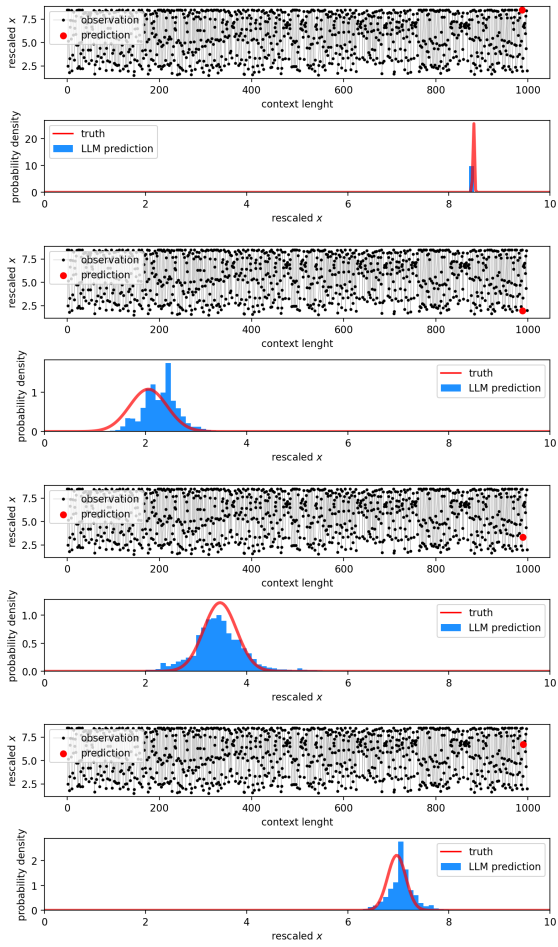 rescaled x
7.5
5.0
2.5
observation
prediction
0 200 400 600 800 1000
context lenght
probability density
20
10
0
truth
LLM prediction
0 2 4 6 8 10
rescaled x
rescaled x
7.5
5.0
2.5
observation
prediction
0 200 400 600 800 1000
context lenght
probability density
1
0
truth
LLM prediction
0 2 4 6 8 10
rescaled x
rescaled x
7.5
5.0
2.5
observation
prediction
0 200 400 600 800 1000
context lenght
probability density
1.0
0.5
0.0
truth
LLM prediction
0 2 4 6 8 10
rescaled x
rescaled x
7.5
5.0
2.5
observation
prediction
0 200 400 600 800 1000
context lenght
probability density
2
1
0
truth
LLM prediction
0 2 4 6 8 10
rescaled x